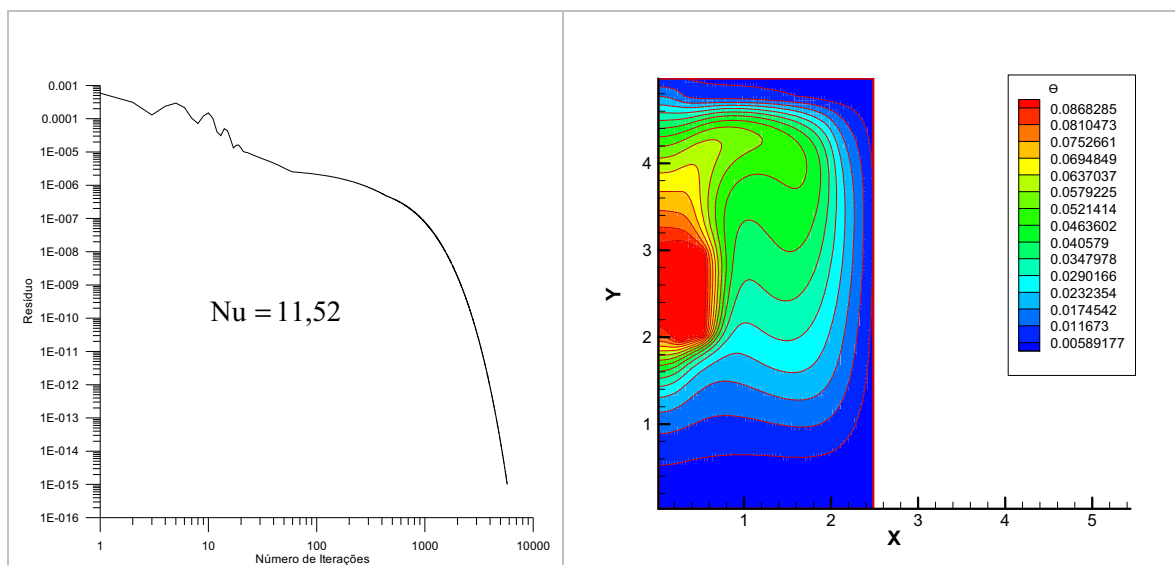 0.001
0.0001
1E-005
1E-006
1E-007
1E-008
1E-009
1E-010
1E-011
1E-012
1E-013
1E-014
1E-015
1E-016
Resíduo
Nu = 11,52
1 10 100 1000 10000
Número de Iterações
4
3
2
1
Y
1 2 3 4 5
X
Θ
0.0868285
0.0810473
0.0752661
0.0694849
0.0637037
0.0579225
0.0521414
0.0463602
0.040579
0.0347978
0.0290166
0.0232354
0.0174542
0.011673
0.00589177